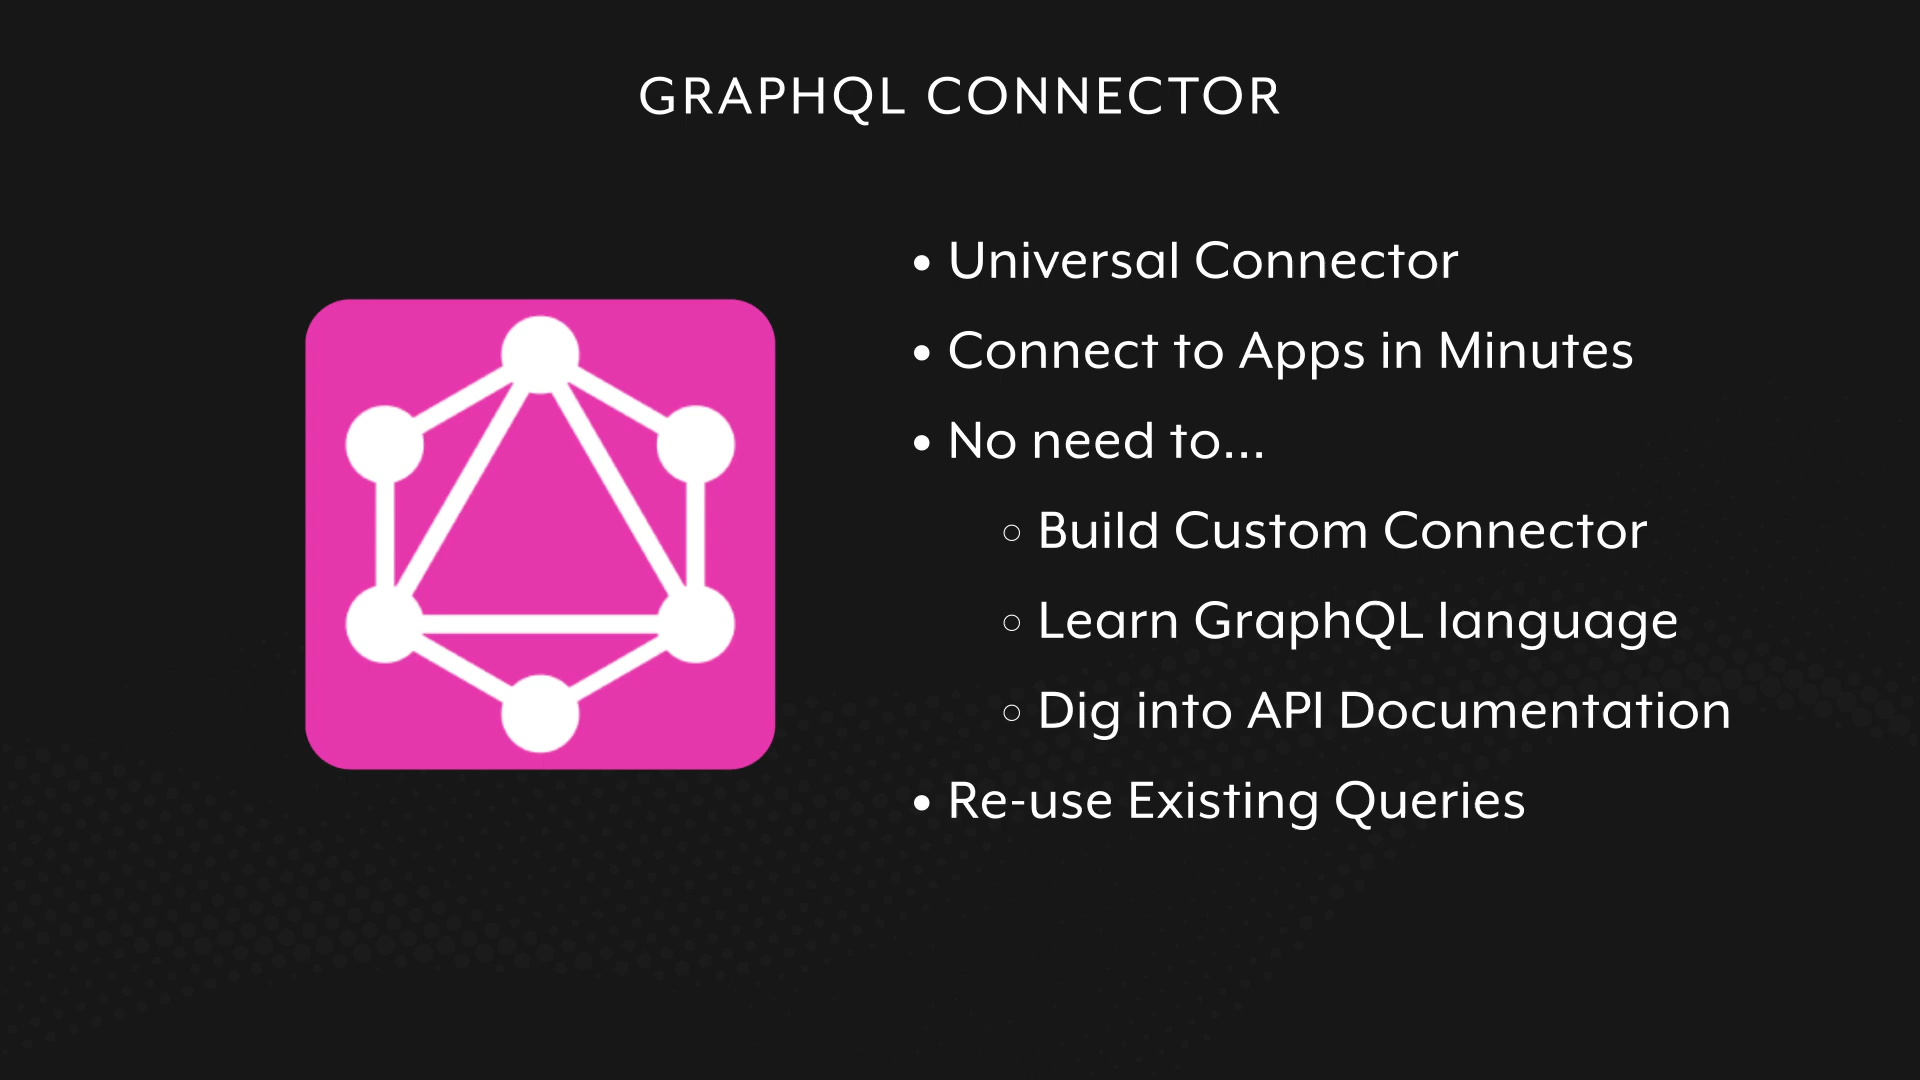 GRAPHQL CONNECTOR
• Universal Connector
• Connect to Apps in Minutes
• No need to...
○ Build Custom Connector
○ Learn GraphQL language
○ Dig into API Documentation
• Re-use Existing Queries